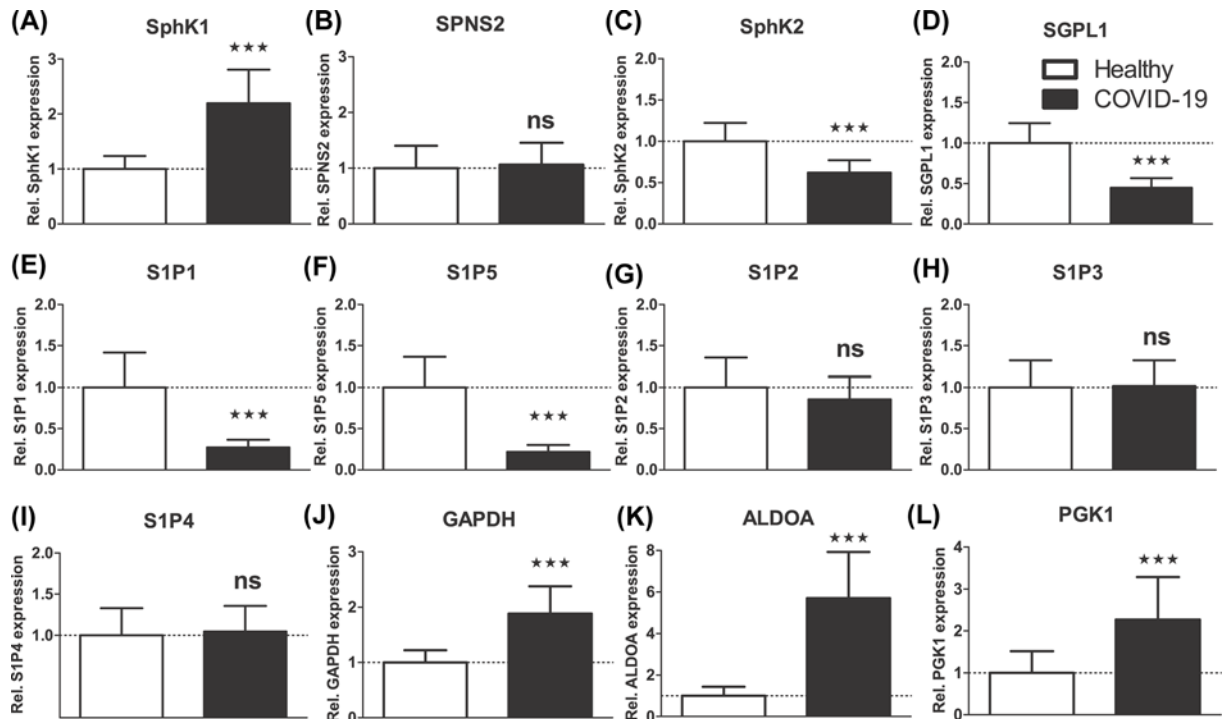 (A) SphK1
Rel. SphK1 expression
3
2
1
0
★★★
(B) SPNS2
Rel. SPNS2 expression
3
2
1
0
ns
(C) SphK2
Rel. SphK2 expression
2.0
1.5
1.0
0.5
0.0
★★★
(D) SGPL1
Rel. SGPL1 expression
2.0
1.5
1.0
0.5
0.0
★★★
Healthy
COVID-19
(E) S1P1
Rel. S1P1 expression
2.0
1.5
1.0
0.5
0.0
★★★
(F) S1P5
Rel. S1P5 expression
2.0
1.5
1.0
0.5
0.0
★★★
(G) S1P2
Rel. S1P2 expression
2.0
1.5
1.0
0.5
0.0
ns
(H) S1P3
Rel. S1P3 expression
2.0
1.5
1.0
0.5
0.0
ns
(I) S1P4
Rel. S1P4 expression
2.0
1.5
1.0
ns
(J) GAPDH
Rel. GAPDH expression
3
2
1
0
★★★
(K) ALDOA
Rel. ALDOA expression
8
6
4
2
0
★★★
(L) PGK1
Rel. PGK1 expression
4
3
2
1
0
★★★